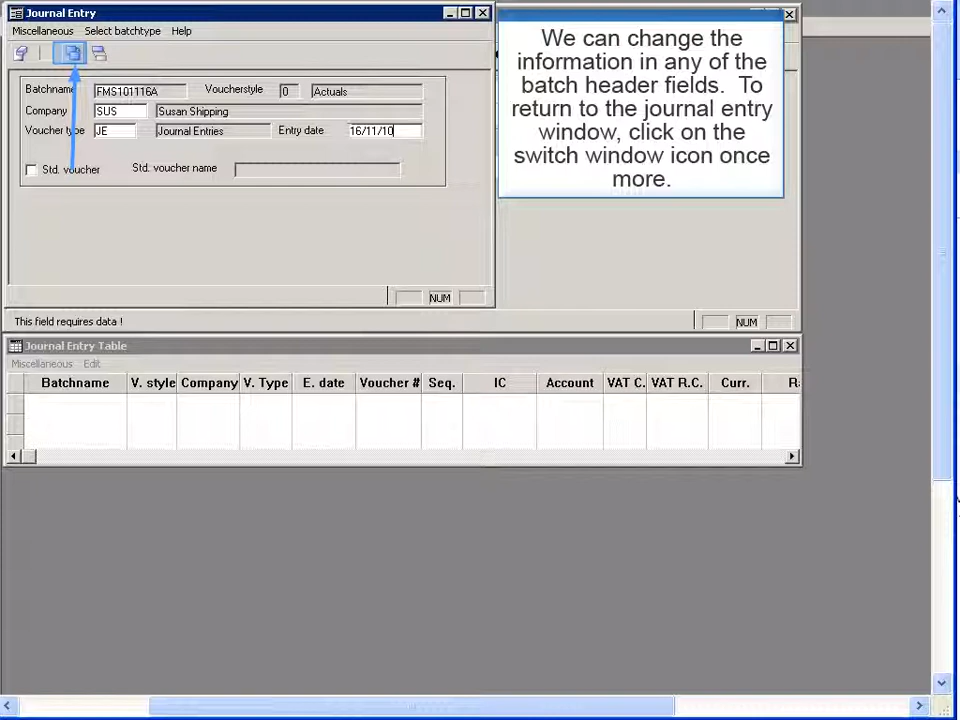 Journal Entry
Miscellaneous Select batchtype Help
Batchname FMS101116A Voucherstyle 0 Actuals
Company SUS Susan Shipping
Voucher type JE Journal Entries Entry date 16/11/10
Std. voucher Std. voucher name
NUM
We can change the
information in any of the
batch header fields. To
return to the journal entry
window, click on the
switch window icon once
more.
This field requires data !
NUM
Journal Entry Table
Miscellaneous Edit
Batchname V. style Company V. Type E. date Voucher # Seq. IC Account VAT C. VAT R.C. Curr.